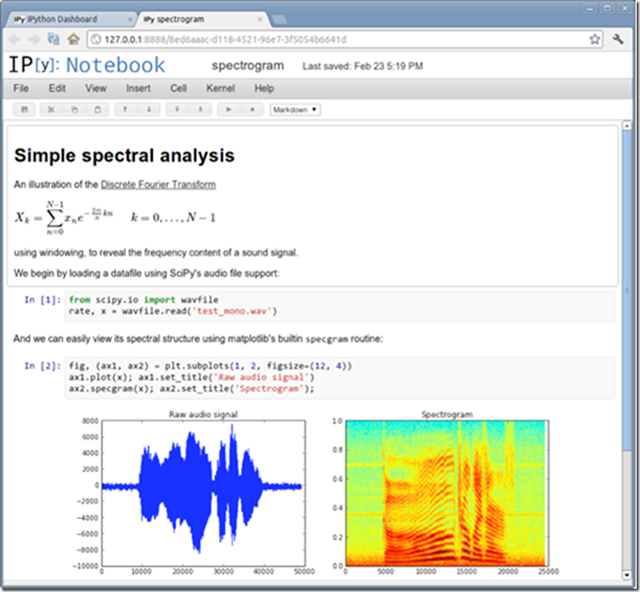 IPy IPython Dashboard
IPy spectrogram
127.0.0.1:8888/8ed6aaac-d118-4521-96e7-3f5054b6641d
IP[y]: Notebook
spectrogram
Last saved: Feb 23 5:19 PM
File Edit View Insert Cell Kernel Help
Markdown
Simple spectral analysis
An illustration of the Discrete Fourier Transform
X_k = \sum_{n=0}^{N-1} x_n e^{-\frac{2\pi i}{N} kn} k = 0, . . . , N − 1
using windowing, to reveal the frequency content of a sound signal.
We begin by loading a datafile using SciPy's audio file support:
In [1]: from scipy.io import wavfile
rate, x = wavfile.read('test_mono.wav')
And we can easily view its spectral structure using matplotlib's builtin specgram routine:
In [2]: fig, (ax1, ax2) = plt.subplots(1, 2, figsize=(12, 4))
ax1.plot(x); ax1.set_title('Raw audio signal')
ax2.specgram(x); ax2.set_title('Spectrogram');
Raw audio signal
8000
6000
4000
2000
0
−2000
−4000
−6000
−8000
−10000
0 10000 20000 30000 40000 50000
Spectrogram
1.0
0.8
0.6
0.4
0.2
0.0
0 5000 10000 15000 20000 25000